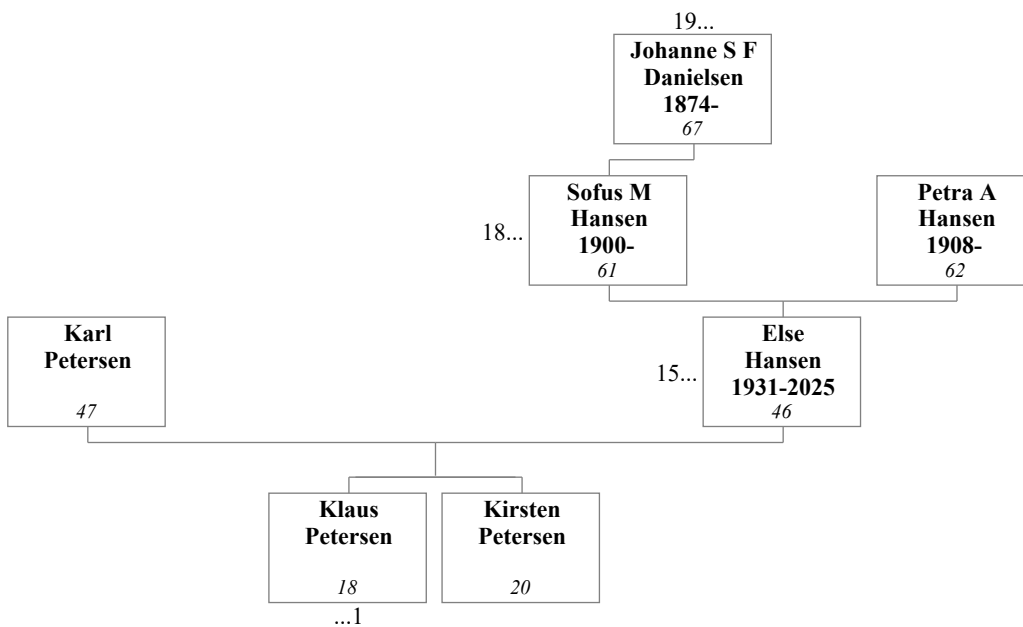 19...
Johanne S F
Danielsen
1874-
67
18...
Sofus M
Hansen
1900-
61
Petra A
Hansen
1908-
62
Karl
Petersen
47
15...
Else
Hansen
1931-2025
46
Klaus
Petersen
18
Kirsten
Petersen
20
...1